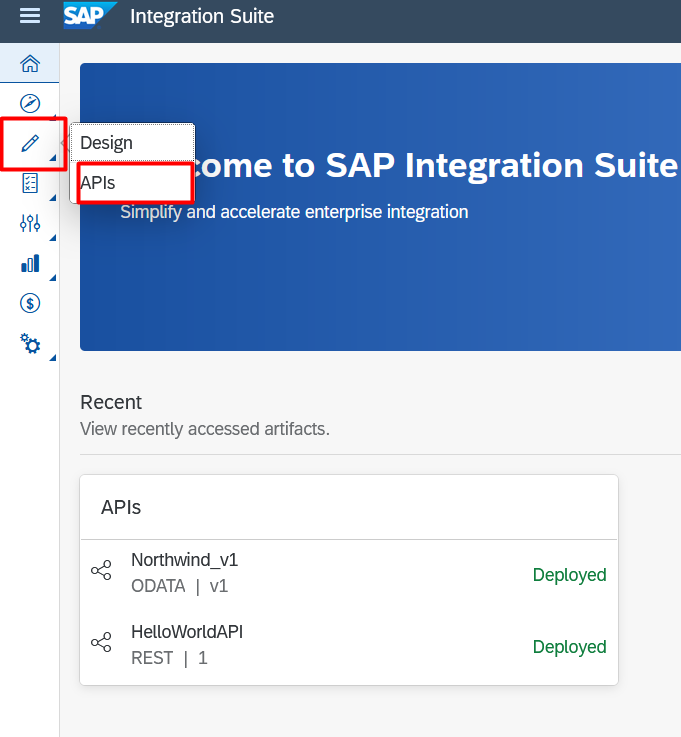 SAP Integration Suite
Design
APIs
come to SAP Integration Suite
Simplify and accelerate enterprise integration
Recent
View recently accessed artifacts.
APIs
Northwind_v1
ODATA | v1
Deployed
HelloWorldAPI
REST | 1
Deployed